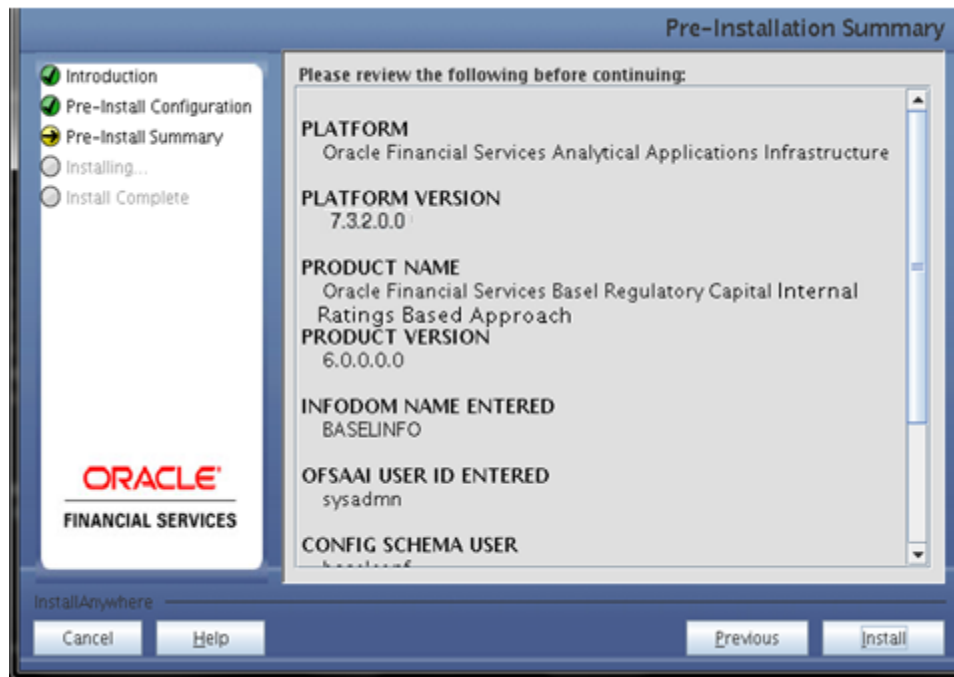 Pre-Installation Summary
Introduction
Pre-Install Configuration
Pre-Install Summary
Installing...
Install Complete
ORACLE
FINANCIAL SERVICES
Please review the following before continuing:
PLATFORM
Oracle Financial Services Analytical Applications Infrastructure
PLATFORM VERSION
7.3.2.0.0
PRODUCT NAME
Oracle Financial Services Basel Regulatory Capital Internal
Ratings Based Approach
PRODUCT VERSION
6.0.0.0.0
INFODOM NAME ENTERED
BASELINFO
OFSAAI USER ID ENTERED
sysadmn
CONFIG SCHEMA USER
InstallAnywhere
Cancel
Help
Previous
Install